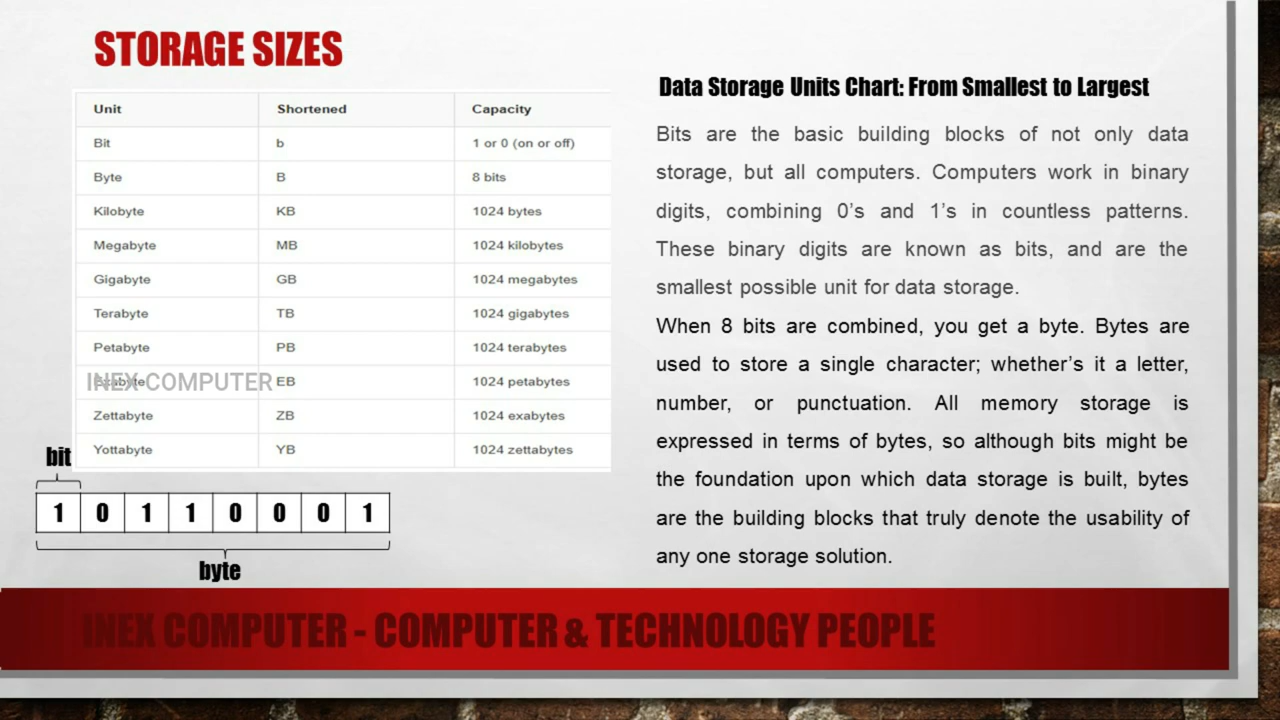 STORAGE SIZES
Unit Shortened Capacity
Bit b 1 or 0 (on or off)
Byte B 8 bits
Kilobyte KB 1024 bytes
Megabyte MB 1024 kilobytes
Gigabyte GB 1024 megabytes
Terabyte TB 1024 gigabytes
Petabyte PB 1024 terabytes
Exabyte EB 1024 petabytes
INEX COMPUTER
Zettabyte ZB 1024 exabytes
Yottabyte YB 1024 zettabytes
bit
1 0 1 1 0 0 0 1
byte
Data Storage Units Chart: From Smallest to Largest
Bits are the basic building blocks of not only data
storage, but all computers. Computers work in binary
digits, combining 0’s and 1’s in countless patterns.
These binary digits are known as bits, and are the
smallest possible unit for data storage.
When 8 bits are combined, you get a byte. Bytes are
used to store a single character; whether’s it a letter,
number, or punctuation. All memory storage is
expressed in terms of bytes, so although bits might be
the foundation upon which data storage is built, bytes
are the building blocks that truly denote the usability of
any one storage solution.
INEX COMPUTER - COMPUTER & TECHNOLOGY PEOPLE